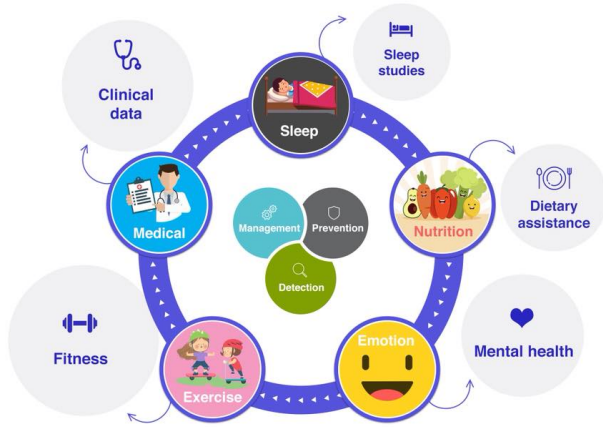 Sleep
studies
Clinical
data
Sleep
Medical
Management
Prevention
Detection
Nutrition
Dietary
assistance
Fitness
Exercise
Emotion
Mental health